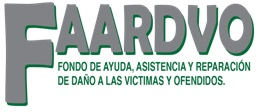 FAARDVO
FONDO DE AYUDA, ASISTENCIA Y REPARACIÓN
DE DAÑO A LAS VICTIMAS Y OFENDIDOS.